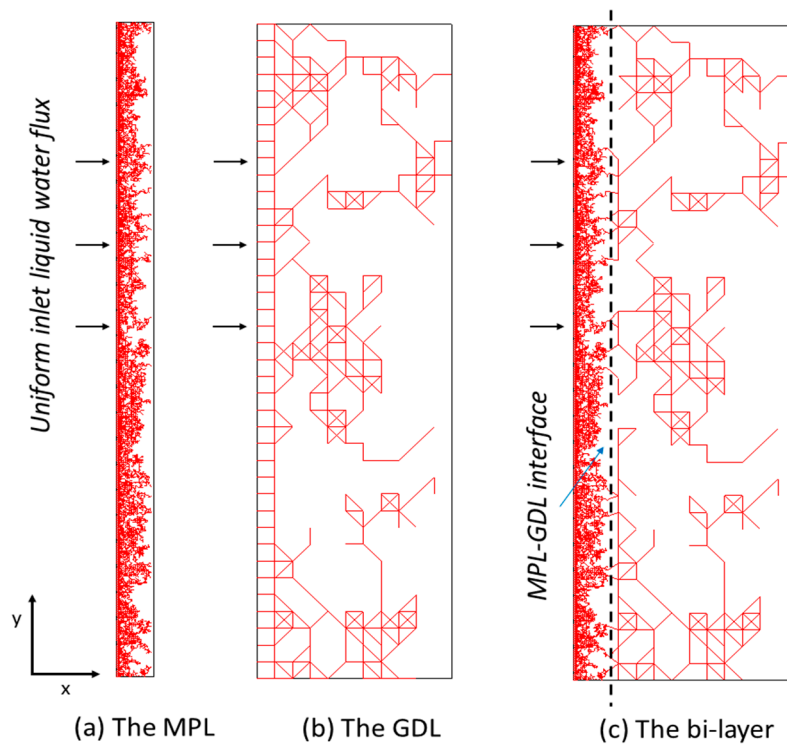 Uniform inlet liquid water flux
MPL-GDL interface
y
x
(a) The MPL
(b) The GDL
(c) The bi-layer